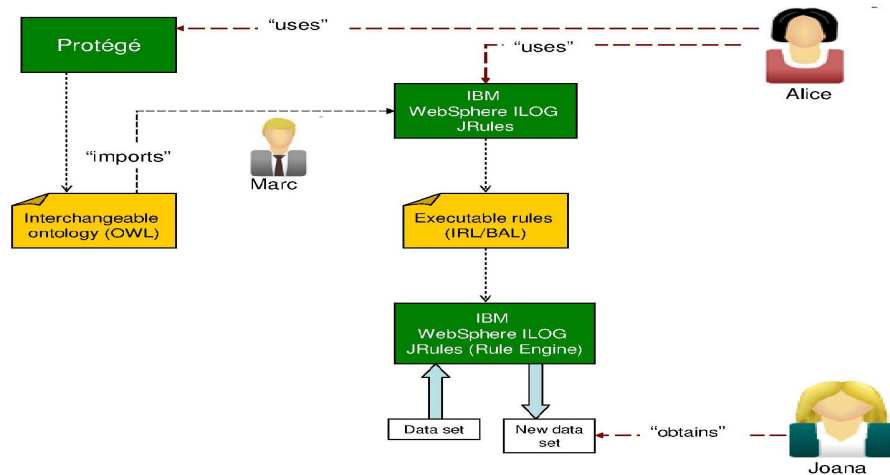 “uses”
Protégé
“uses”
Alice
IBM
WebSphere ILOG
JRules
“imports”
Marc
Interchangeable
ontology (OWL)
Executable rules
(IRL/BAL)
IBM
WebSphere ILOG
JRules (Rule Engine)
Data set
New data
set
“obtains”
Joana